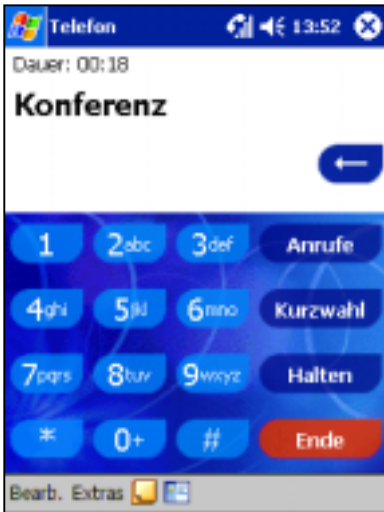 Telefon 13:52
Dauer: 00:18
Konferenz
1 2abc 3def Anrufe
4ghi 5jkl 6mno Kurzwahl
7pqrs 8tuv 9wxyz Halten
* 0+ # Ende
Bearb. Extras